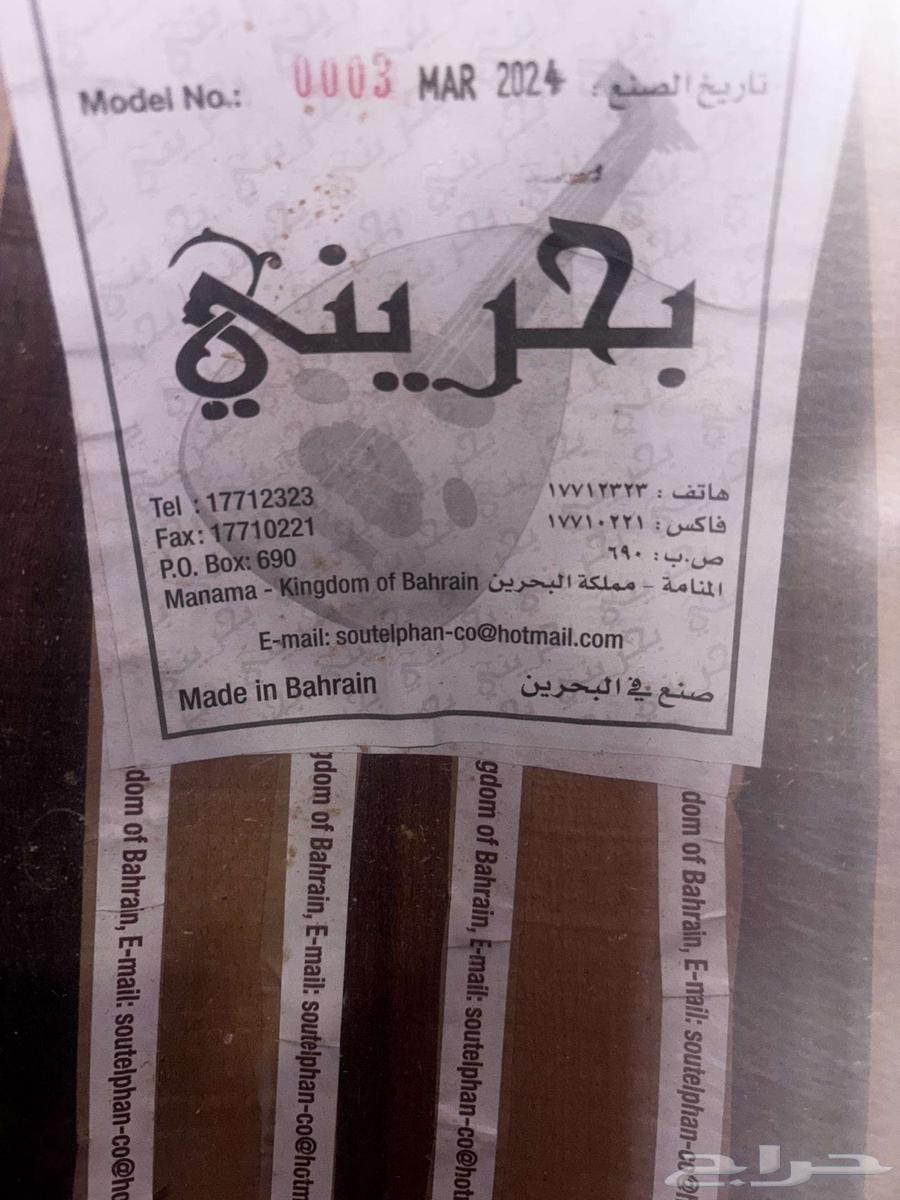 Model No.: 0003 MAR 2024 تاريخ الصنع :
بحريني
Tel : 17712323 هاتف : ١٧٧١٢٣٢٣
Fax: 17710221 فاكس : ١٧٧١٠٢٢١
P.O. Box: 690 ص.ب: ٦٩٠
Manama - Kingdom of Bahrain المنامة - مملكة البحرين
E-mail: soutelphan-co@hotmail.com
Made in Bahrain صنع في البحرين
dom of Bahrain, E-mail: soutelphan-co@h
gdom of Bahrain, E-mail: soutelphan-co@hotm
gdom of Bahrain, E-mail: soutelphan-co@hot
dom of Bahrain, E-mail: soutelphan-co@
حراج